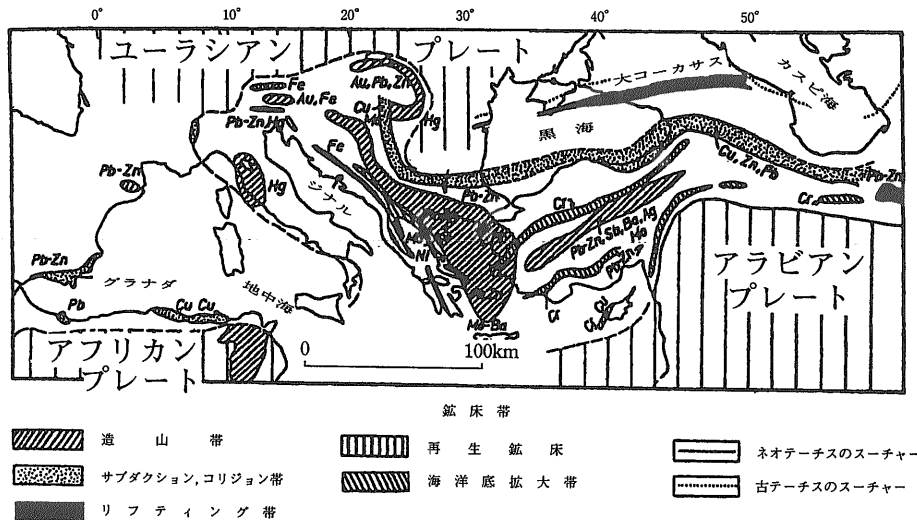 10° 20° 30° 40° 50°
ユーラシアン プレート
大コーカサス
カスピ海
黒海
Fe
Au, Fe
Pb-Zn, Hg
Au, Pb, Zn
Cu
Mo
Hg
Fe
ジナル
Pb-Zn
Hg
Pb-Zn
グラナダ
地中海
Pb
Cu Cu
Ni
Pb-Zn
Cr
Pb-Zn, Sb, Ba, Ag
Cu, Zn, Pb
Pb-Zn
Cr
Cr
Cu
アラビアン
プレート
アフリカン
プレート
0 100km
鉱床帯
造山帯
サブダクション, コリジョン帯
リフティング帯
再生鉱床
海洋底拡大帯
ネオテーチスのスーチャー
古テーチスのスーチャー